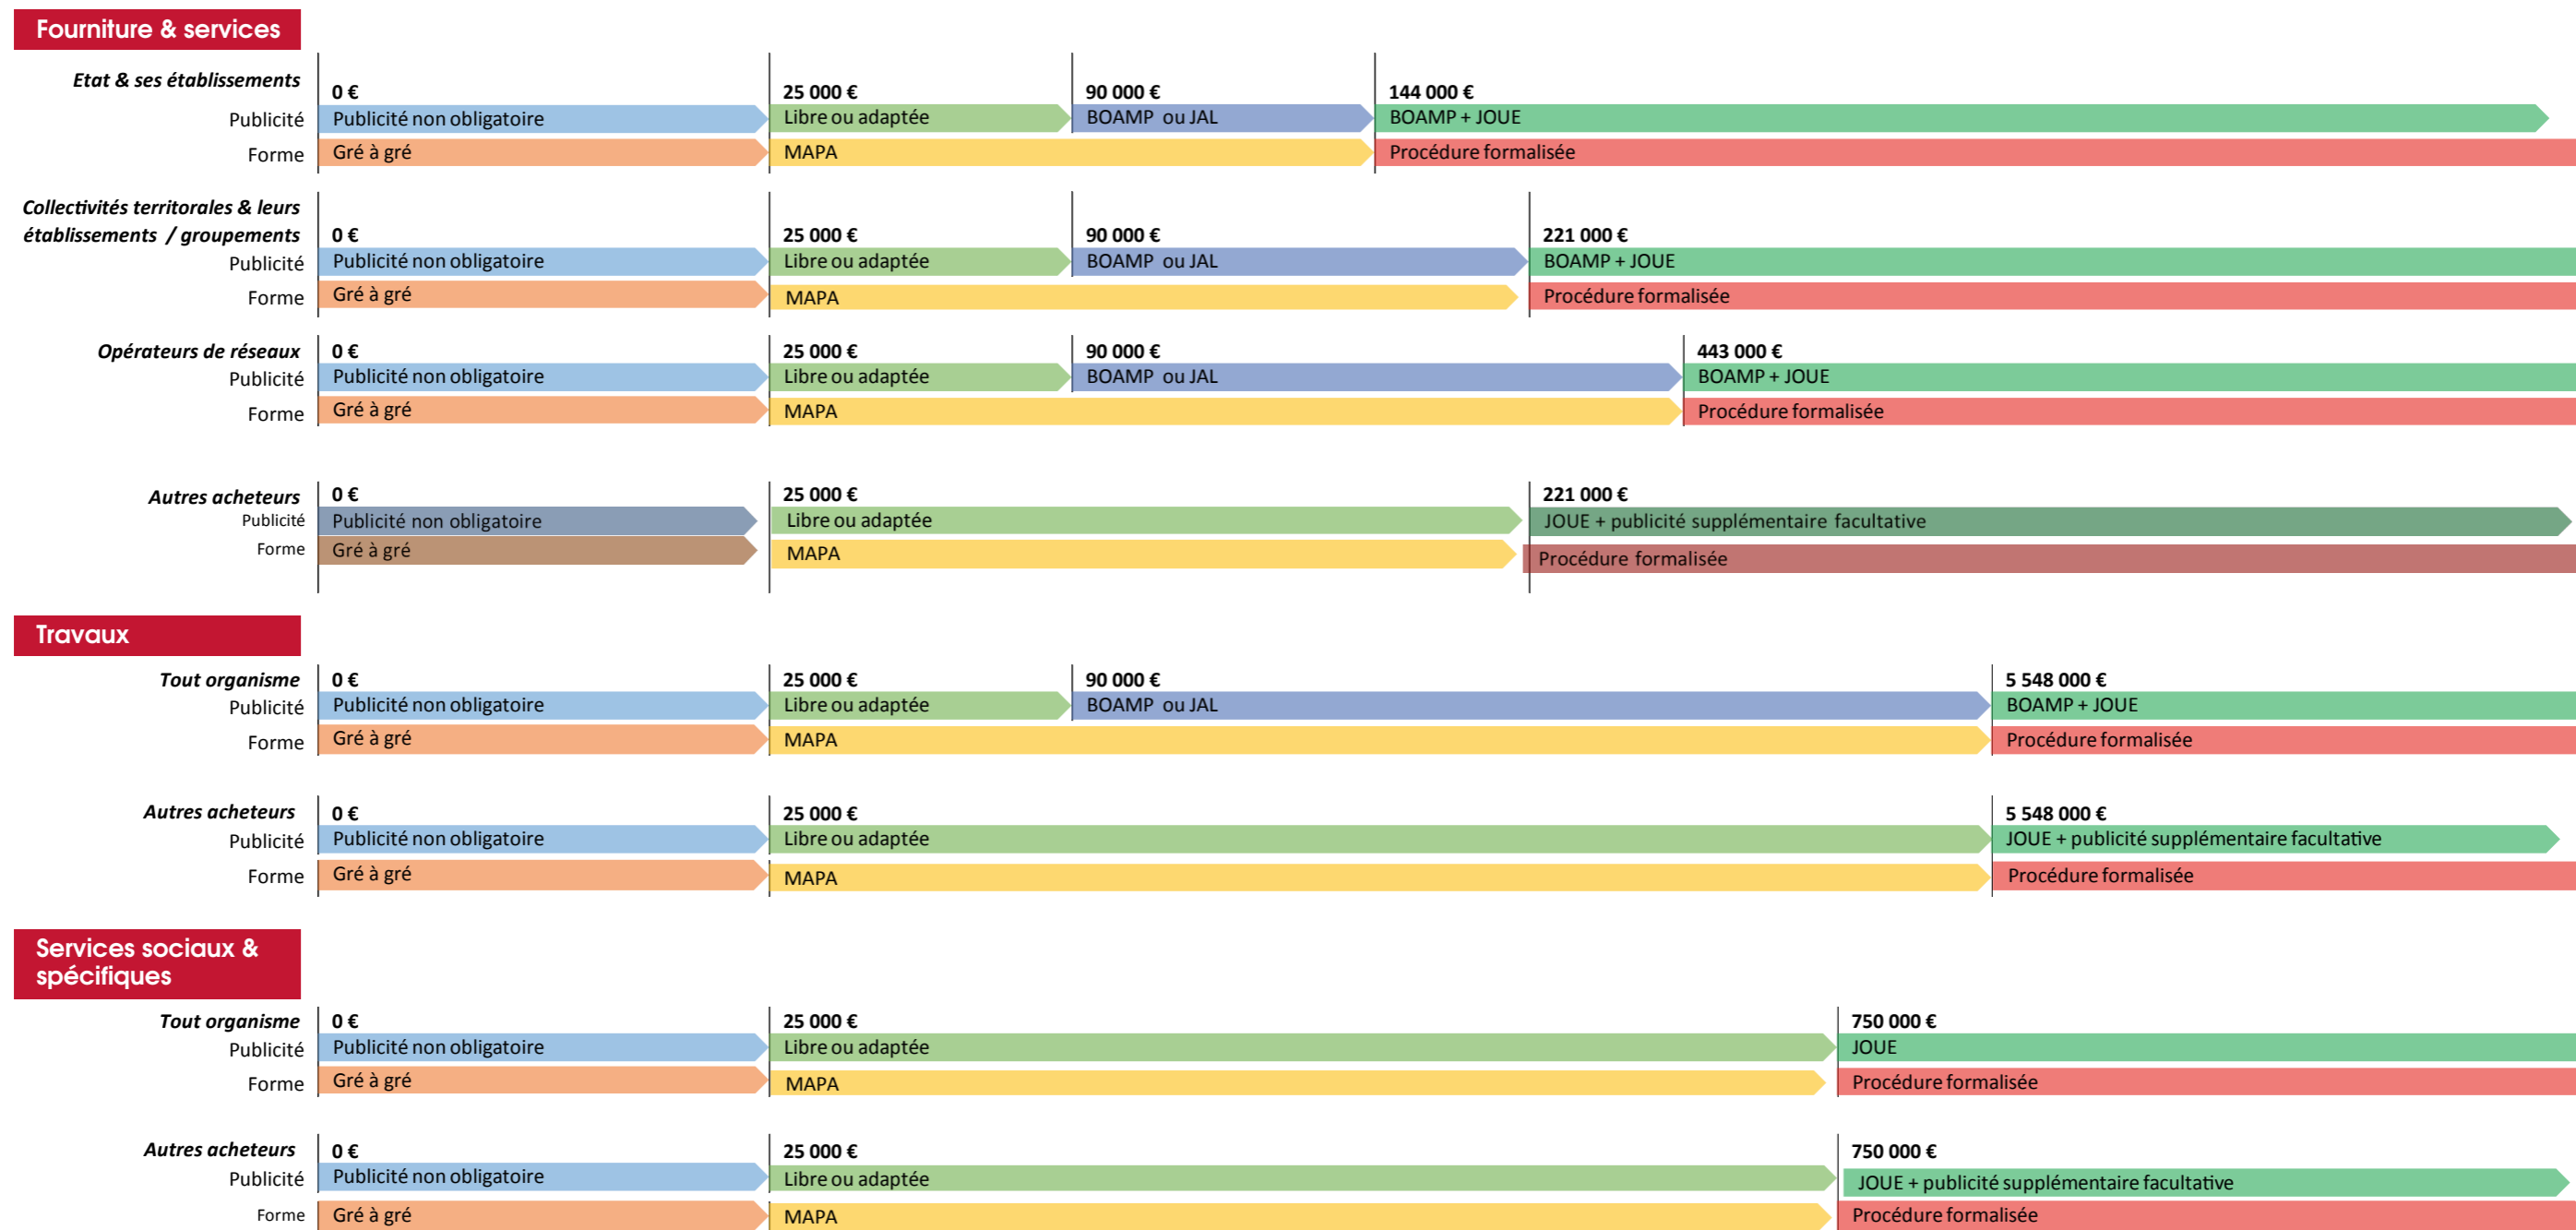 Fourniture & services
Etat & ses établissements
0 € 25 000 € 90 000 € 144 000 €
Publicité Publicité non obligatoire Libre ou adaptée BOAMP ou JAL BOAMP + JOUE
Forme Gré à gré MAPA Procédure formalisée
Collectivités territorales & leurs
établissements / groupements 0 € 25 000 € 90 000 € 221 000 €
Publicité Publicité non obligatoire Libre ou adaptée BOAMP ou JAL BOAMP + JOUE
Forme Gré à gré MAPA Procédure formalisée
Opérateurs de réseaux 0 € 25 000 € 90 000 € 443 000 €
Publicité Publicité non obligatoire Libre ou adaptée BOAMP ou JAL BOAMP + JOUE
Forme Gré à gré MAPA Procédure formalisée
Autres acheteurs 0 € 25 000 € 221 000 €
Publicité Publicité non obligatoire Libre ou adaptée JOUE + publicité supplémentaire facultative
Forme Gré à gré MAPA Procédure formalisée
Travaux
Tout organisme 0 € 25 000 € 90 000 € 5 548 000 €
Publicité Publicité non obligatoire Libre ou adaptée BOAMP ou JAL BOAMP + JOUE
Forme Gré à gré MAPA Procédure formalisée
Autres acheteurs 0 € 25 000 € 5 548 000 €
Publicité Publicité non obligatoire Libre ou adaptée JOUE + publicité supplémentaire facultative
Forme Gré à gré MAPA Procédure formalisée
Services sociaux &
spécifiques
Tout organisme 0 € 25 000 € 750 000 €
Publicité Publicité non obligatoire Libre ou adaptée JOUE
Forme Gré à gré MAPA Procédure formalisée
Autres acheteurs 0 € 25 000 € 750 000 €
Publicité Publicité non obligatoire Libre ou adaptée JOUE + publicité supplémentaire facultative
Forme Gré à gré MAPA Procédure formalisée